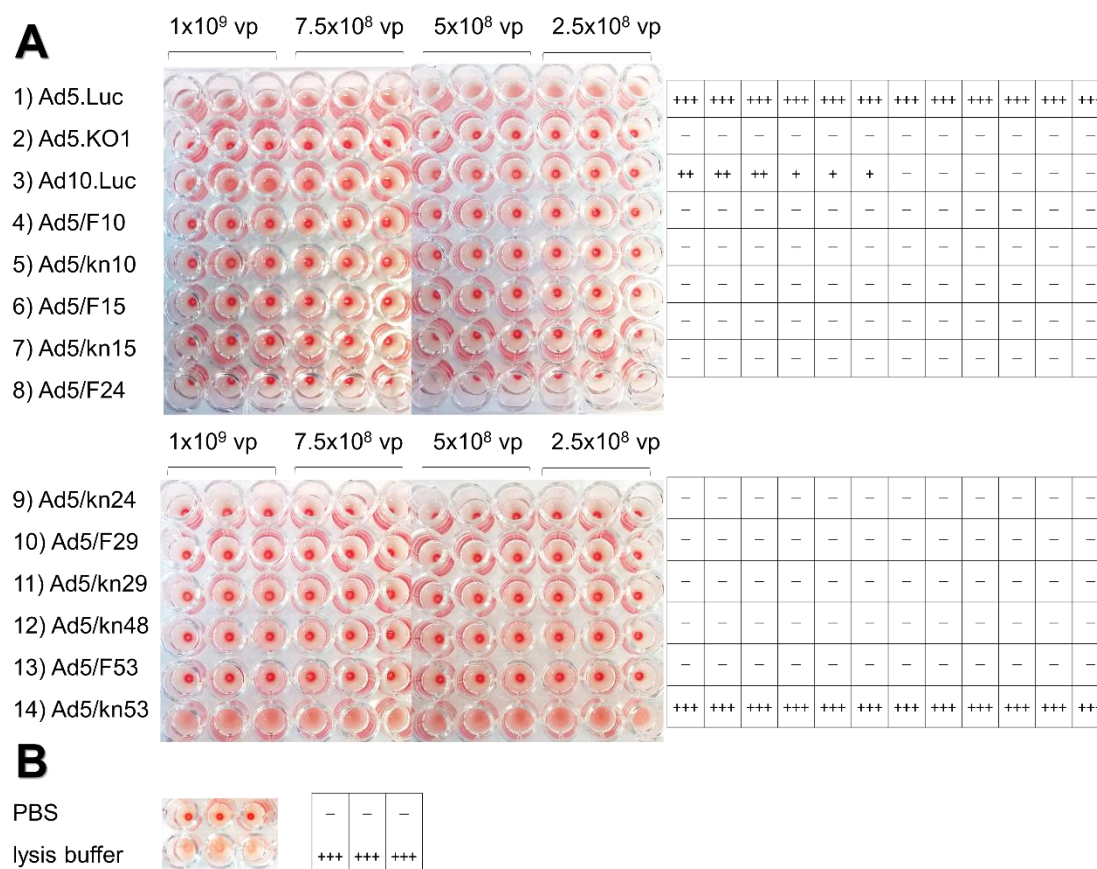 A
1x10⁹ vp 7.5x10⁸ vp 5x10⁸ vp 2.5x10⁸ vp
1) Ad5.Luc +++ +++ +++ +++ +++ +++ +++ +++ +++ +++ +++ +++
2) Ad5.KO1 – – – – – – – – – – – –
3) Ad10.Luc ++ ++ ++ + + + – – – – – –
4) Ad5/F10 – – – – – – – – – – – –
5) Ad5/kn10 – – – – – – – – – – – –
6) Ad5/F15 – – – – – – – – – – – –
7) Ad5/kn15 – – – – – – – – – – – –
8) Ad5/F24 – – – – – – – – – – – –
1x10⁹ vp 7.5x10⁸ vp 5x10⁸ vp 2.5x10⁸ vp
9) Ad5/kn24 – – – – – – – – – – – –
10) Ad5/F29 – – – – – – – – – – – –
11) Ad5/kn29 – – – – – – – – – – – –
12) Ad5/kn48 – – – – – – – – – – – –
13) Ad5/F53 – – – – – – – – – – – –
14) Ad5/kn53 +++ +++ +++ +++ +++ +++ +++ +++ +++ +++ +++ +++
B
PBS – – –
lysis buffer +++ +++ +++